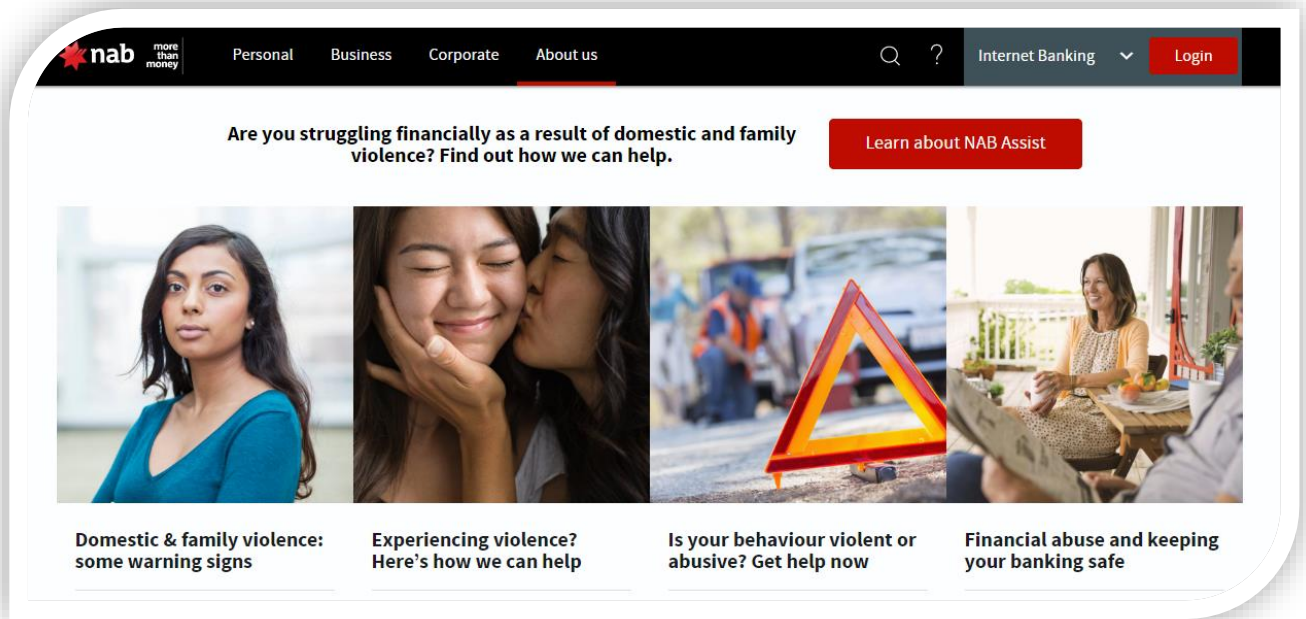 nab more than money Personal Business Corporate About us ? Internet Banking Login
Are you struggling financially as a result of domestic and family
violence? Find out how we can help.
Learn about NAB Assist
Domestic & family violence:
some warning signs
Experiencing violence?
Here’s how we can help
Is your behaviour violent or
abusive? Get help now
Financial abuse and keeping
your banking safe